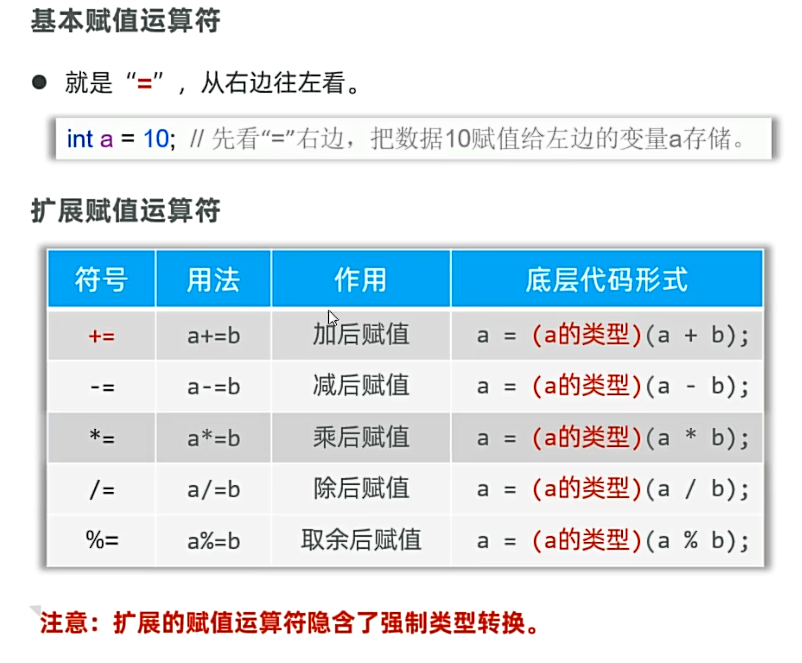 基本赋值运算符
● 就是“=”，从右边往左看。
int a = 10; // 先看“=”右边，把数据10赋值给左边的变量a存储。
扩展赋值运算符
符号 用法 作用 底层代码形式
+= a+=b 加后赋值 a = (a的类型)(a + b);
-= a-=b 减后赋值 a = (a的类型)(a - b);
*= a*=b 乘后赋值 a = (a的类型)(a * b);
/= a/=b 除后赋值 a = (a的类型)(a / b);
%= a%=b 取余后赋值 a = (a的类型)(a % b);
注意：扩展的赋值运算符隐含了强制类型转换。